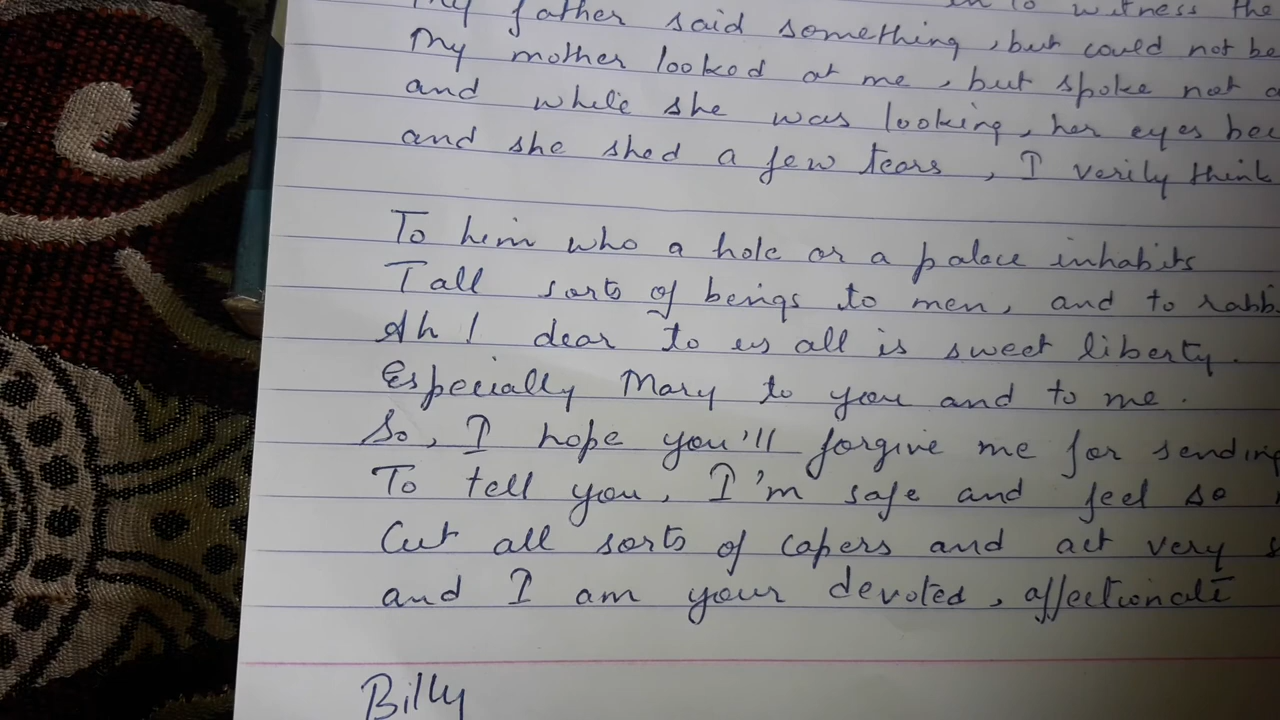 My father said something, but could not be
My mother looked at me, but spoke not a
and while she was looking, her eyes bec
and she shed a few tears, I verily think
To him who a hole or a palace inhabits
Tall sorts of beings to men, and to rabb
Ah! dear to us all is sweet liberty.
Especially Mary to you and to me.
So, I hope you'll forgive me for sending
To tell you, I'm safe and feel so
Cut all sorts of capers and act very s
and I am your devoted, affectionate
Billy